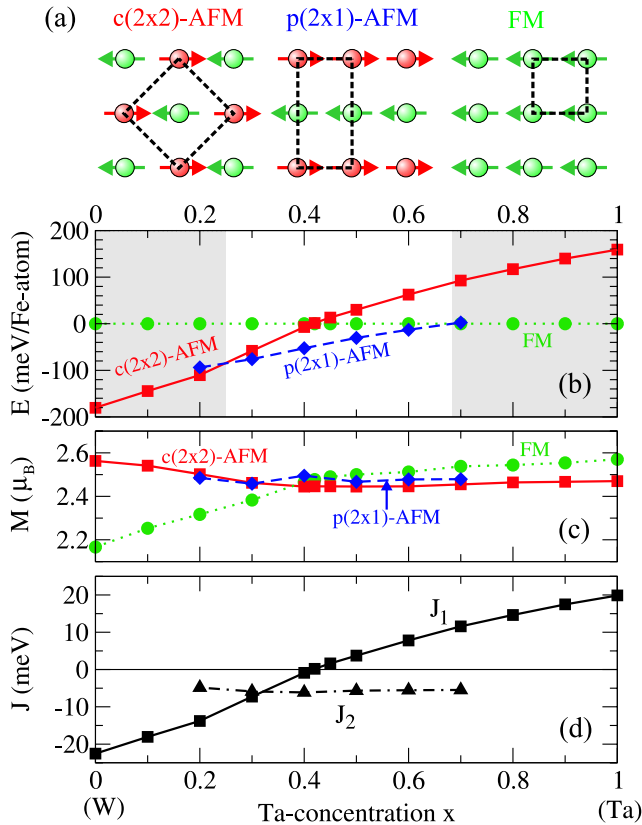 (a)
c(2x2)-AFM p(2x1)-AFM FM
0 0.2 0.4 0.6 0.8 1
200
100
0
-100
-200
E (meV/Fe-atom)
c(2x2)-AFM
p(2x1)-AFM
FM
(b)
2.6
2.4
2.2
M (μB)
c(2x2)-AFM
FM
p(2x1)-AFM
(c)
20
10
0
-10
-20
J (meV)
J1
J2
(d)
0 0.2 0.4 0.6 0.8 1
(W) Ta-concentration x (Ta)